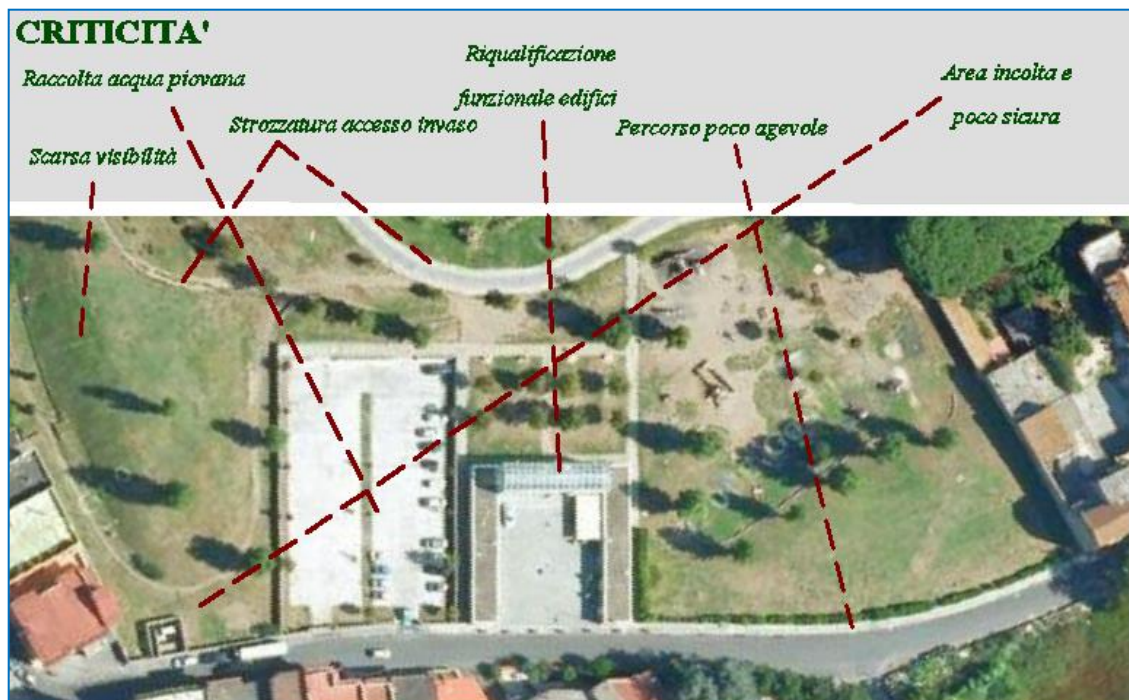 CRITICITA'
Raccolta acqua piovana
Strozzatura accesso invaso
Scarsa visibilità
Riqualificazione
funzionale edifici
Percorso poco agevole
Area incolta e
poco sicura